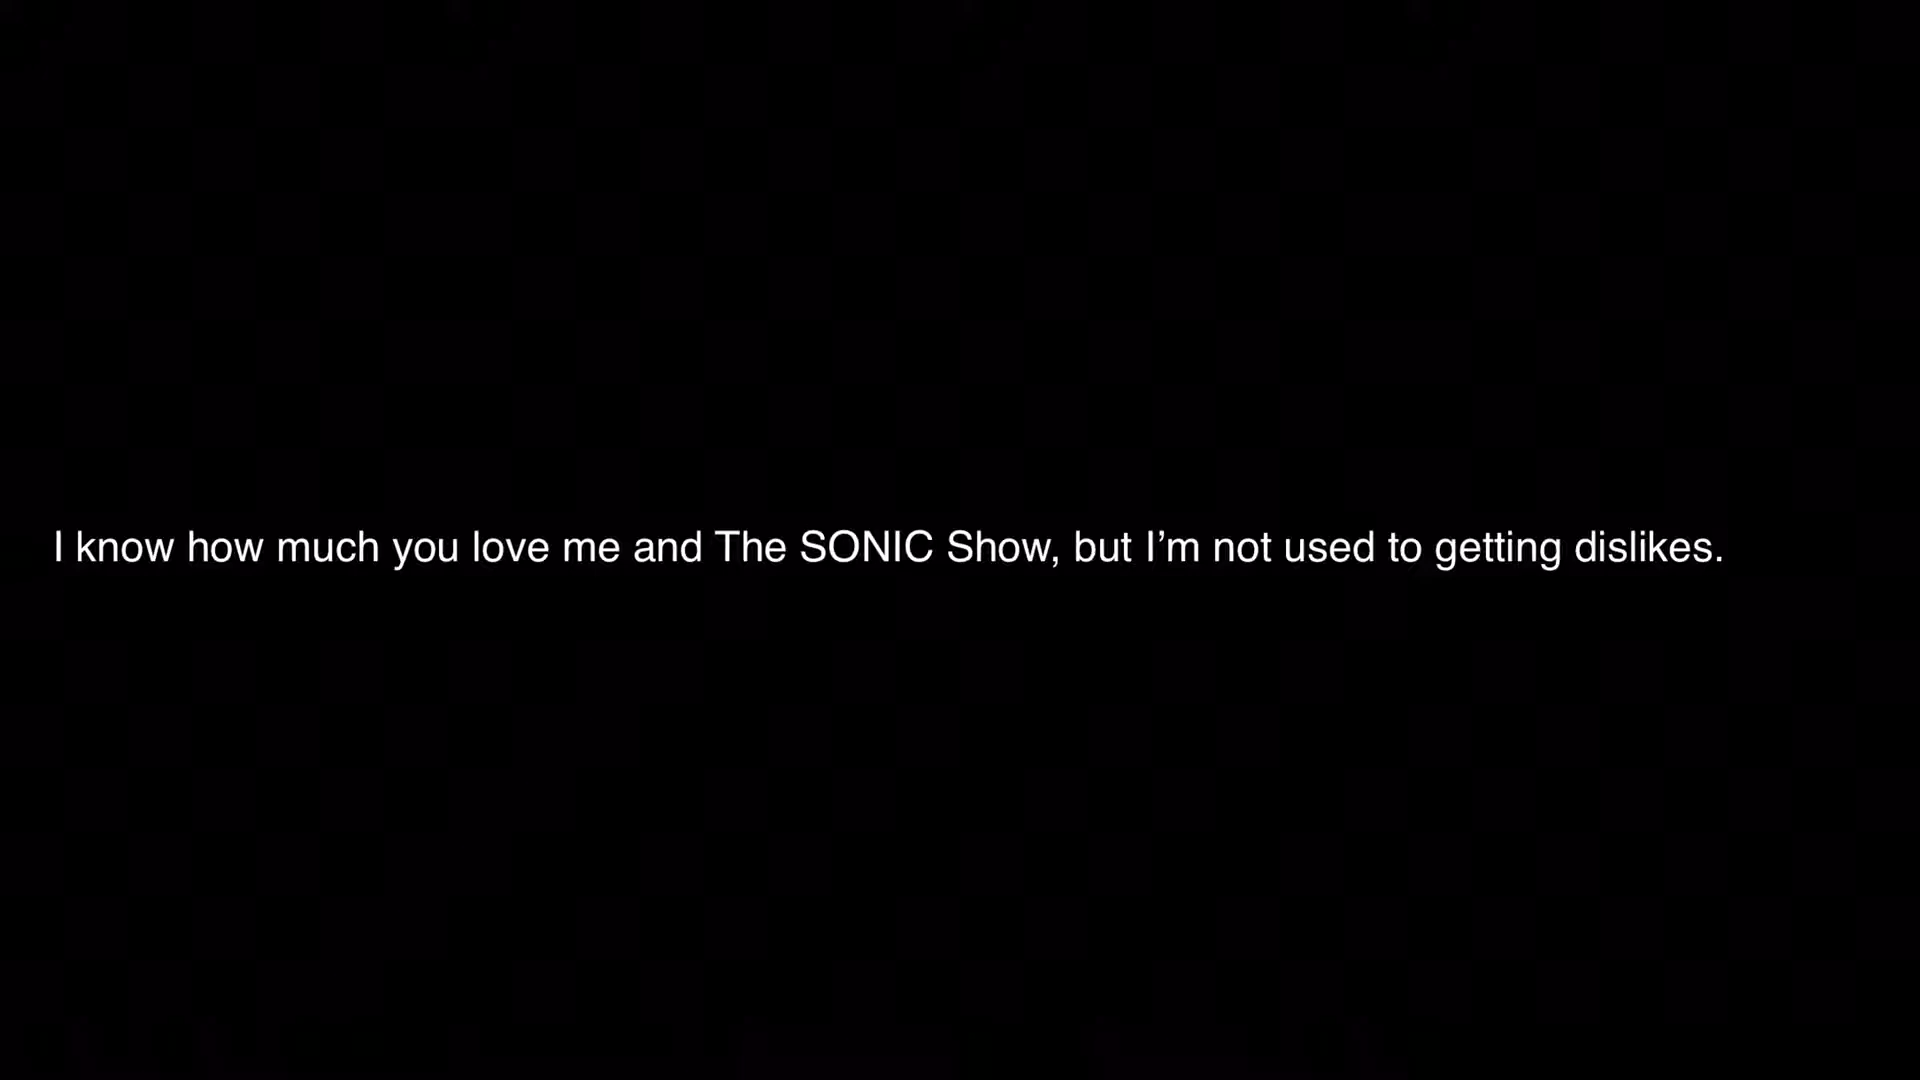 I know how much you love me and The SONIC Show, but I’m not used to getting dislikes.